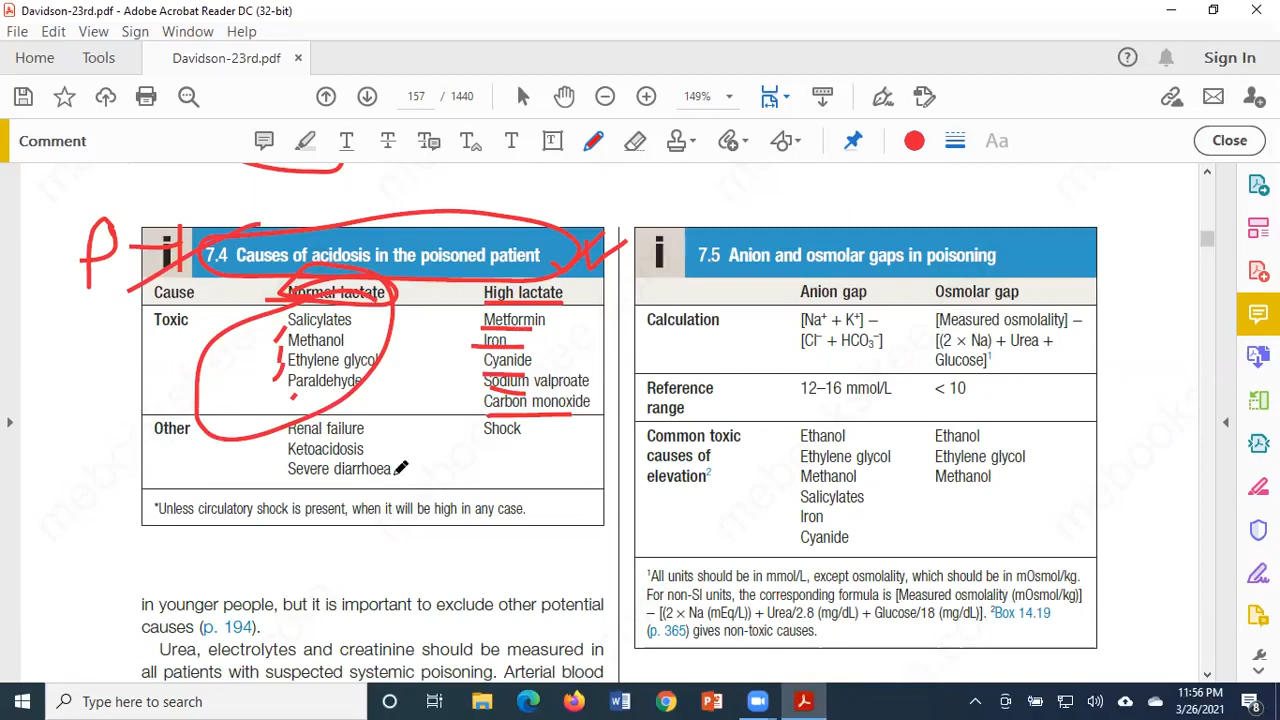 Davidson-23rd.pdf - Adobe Acrobat Reader DC (32-bit)
File Edit View Sign Window Help
Home Tools Davidson-23rd.pdf × Sign In
157 / 1440 149%
Comment Aa Close
P
7.4 Causes of acidosis in the poisoned patient
Cause Normal lactate High lactate
Toxic Salicylates Metformin
Methanol Iron
Ethylene glycol Cyanide
Paraldehyde Sodium valproate
Carbon monoxide
Other Renal failure Shock
Ketoacidosis
Severe diarrhoea
*Unless circulatory shock is present, when it will be high in any case.
in younger people, but it is important to exclude other potential
causes (p. 194).
Urea, electrolytes and creatinine should be measured in
all patients with suspected systemic poisoning. Arterial blood
7.5 Anion and osmolar gaps in poisoning
Anion gap Osmolar gap
Calculation [Na⁺ + K⁺] – [Measured osmolality] –
[Cl⁻ + HCO₃⁻] [(2 × Na) + Urea +
Glucose]¹
Reference 12–16 mmol/L < 10
range
Common toxic Ethanol Ethanol
causes of Ethylene glycol Ethylene glycol
elevation² Methanol Methanol
Salicylates
Iron
Cyanide
¹All units should be in mmol/L, except osmolality, which should be in mOsmol/kg.
For non-SI units, the corresponding formula is [Measured osmolality (mOsmol/kg)]
– [(2 × Na (mEq/L)) + Urea/2.8 (mg/dL) + Glucose/18 (mg/dL)]. ²Box 14.19
(p. 365) gives non-toxic causes.
Type here to search
11:56 PM
3/26/2021
8